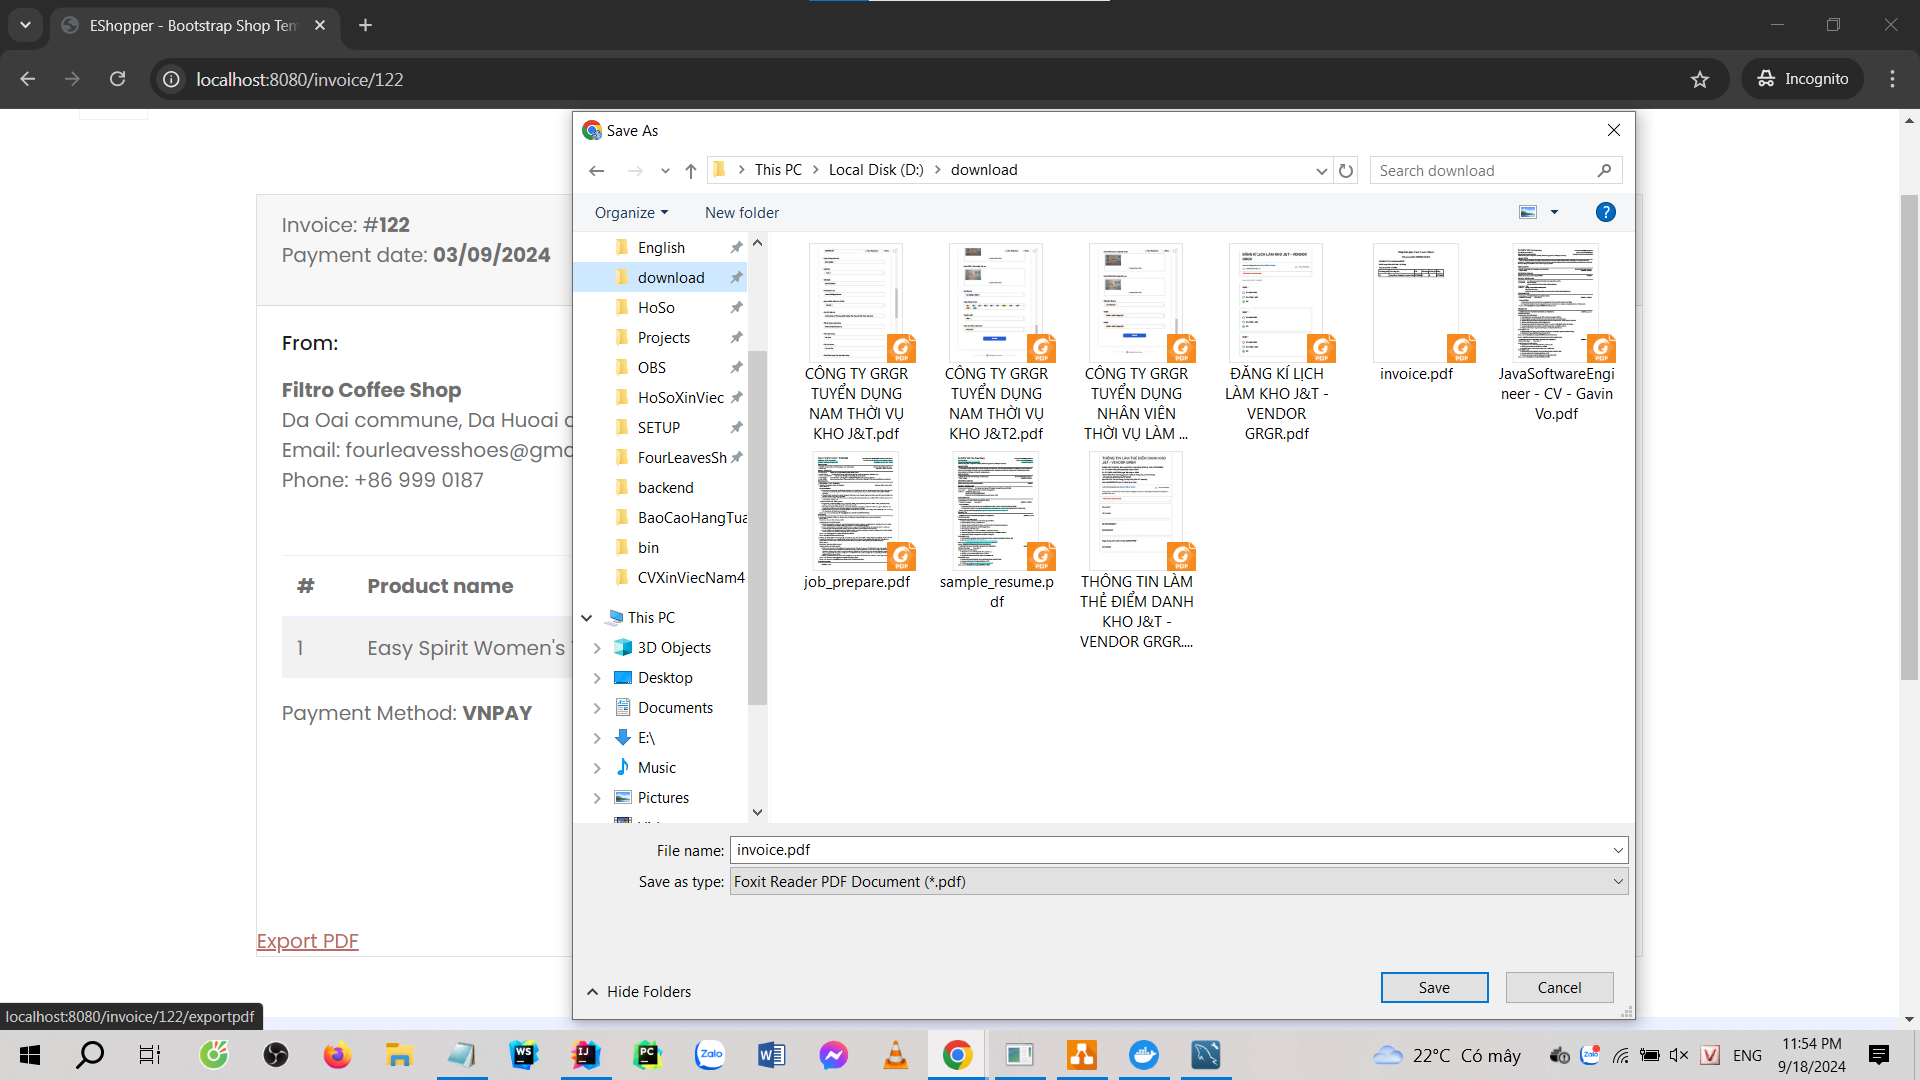 EShopper - Bootstrap Shop Tem
localhost:8080/invoice/122
Incognito
Invoice: #122
Payment date: 03/09/2024
From:
Filtro Coffee Shop
Da Oai commune, Da Huoai
Email: fourleavesshoes@gma
Phone: +86 999 0187
# Product name
1 Easy Spirit Women's
Payment Method: VNPAY
Export PDF
localhost:8080/invoice/122/exportpdf
Save As
This PC > Local Disk (D:) > download
Search download
Organize
New folder
English
download
HoSo
Projects
OBS
HoSoXinViec
SETUP
FourLeavesSh
backend
BaoCaoHangTua
bin
CVXinViecNam4
This PC
3D Objects
Desktop
Documents
E:\
Music
Pictures
CÔNG TY GRGR
TUYỂN DỤNG
NAM THỜI VỤ
KHO J&T.pdf
CÔNG TY GRGR
TUYỂN DỤNG
NAM THỜI VỤ
KHO J&T2.pdf
CÔNG TY GRGR
TUYỂN DỤNG
NHÂN VIÊN
THỜI VỤ LÀM ...
ĐĂNG KÍ LỊCH
LÀM KHO J&T -
VENDOR
GRGR.pdf
invoice.pdf
JavaSoftwareEngi
neer - CV - Gavin
Vo.pdf
job_prepare.pdf
sample_resume.p
df
THÔNG TIN LÀM
THẺ ĐIỂM DANH
KHO J&T -
VENDOR GRGR....
File name: invoice.pdf
Save as type: Foxit Reader PDF Document (*.pdf)
Hide Folders
Save
Cancel
22°C Có mây
ENG
11:54 PM
9/18/2024